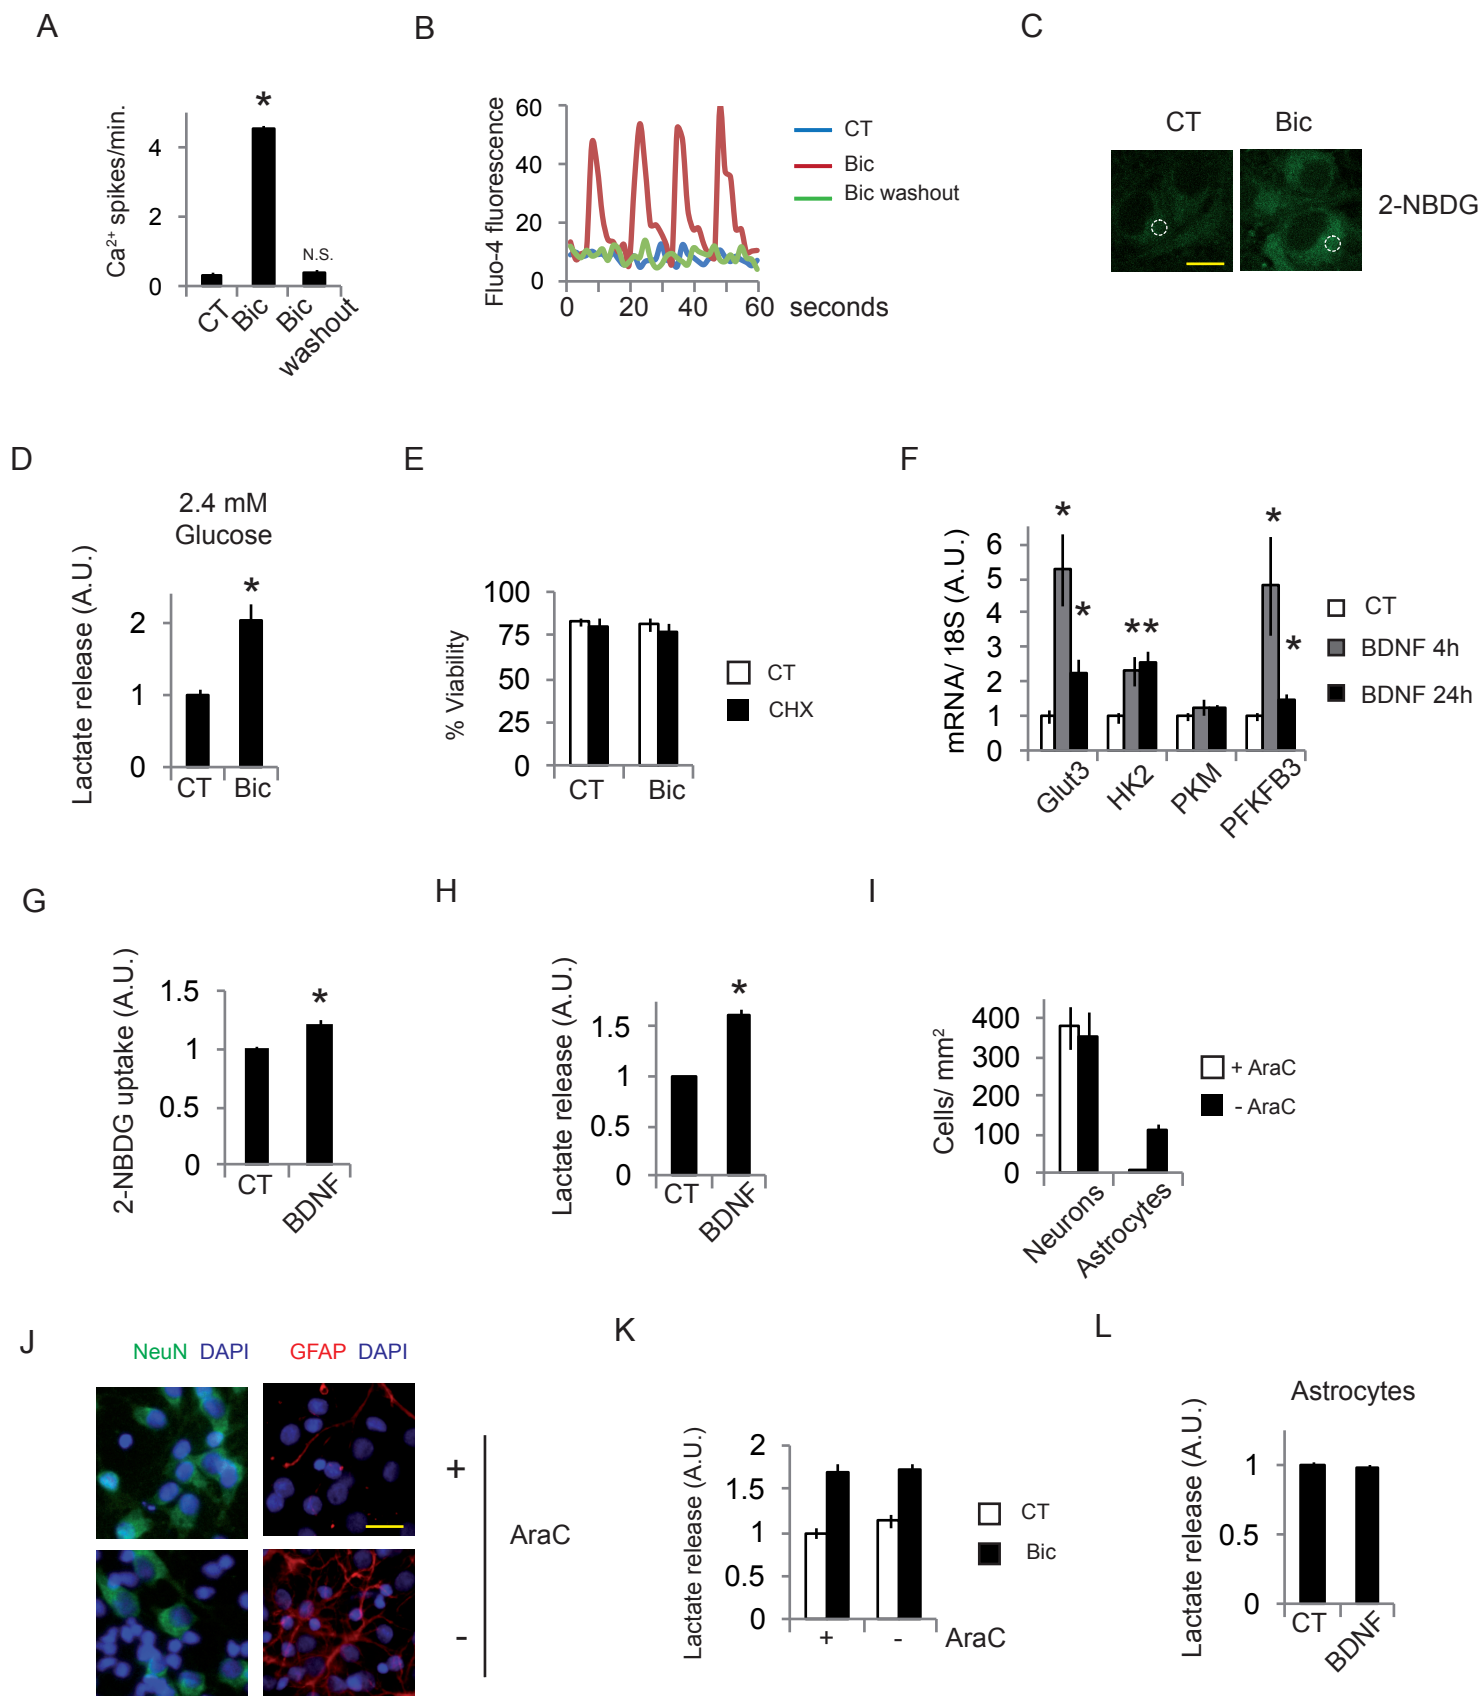 A
Ca2+ spikes/min.
4
2
0
*
N.S.
CT
Bic
Bic
washout
B
Fluo-4 fluorescence
60
40
20
0
0 20 40 60 seconds
CT
Bic
Bic washout
C
CT Bic
2-NBDG
D
2.4 mM
Glucose
Lactate release (A.U.)
2
1
0
*
CT Bic
E
% Viability
100
75
50
25
0
CT Bic
CT
CHX
F
mRNA/ 18S (A.U.)
6
5
4
3
2
1
0
* * ** * *
Glut3
HK2
PKM
PFKFB3
CT
BDNF 4h
BDNF 24h
G
2-NBDG uptake (A.U.)
1.5
1
0.5
0
*
CT
BDNF
H
Lactate release (A.U.)
1.5
1
0.5
0
*
CT
BDNF
I
Cells/ mm2
400
300
200
100
0
Neurons
Astrocytes
+ AraC
- AraC
J
NeuN DAPI GFAP DAPI
+
-
AraC
K
Lactate release (A.U.)
2
1.5
1
0.5
0
+ - AraC
CT
Bic
L
Astrocytes
Lactate release (A.U.)
1
0.5
0
CT
BDNF